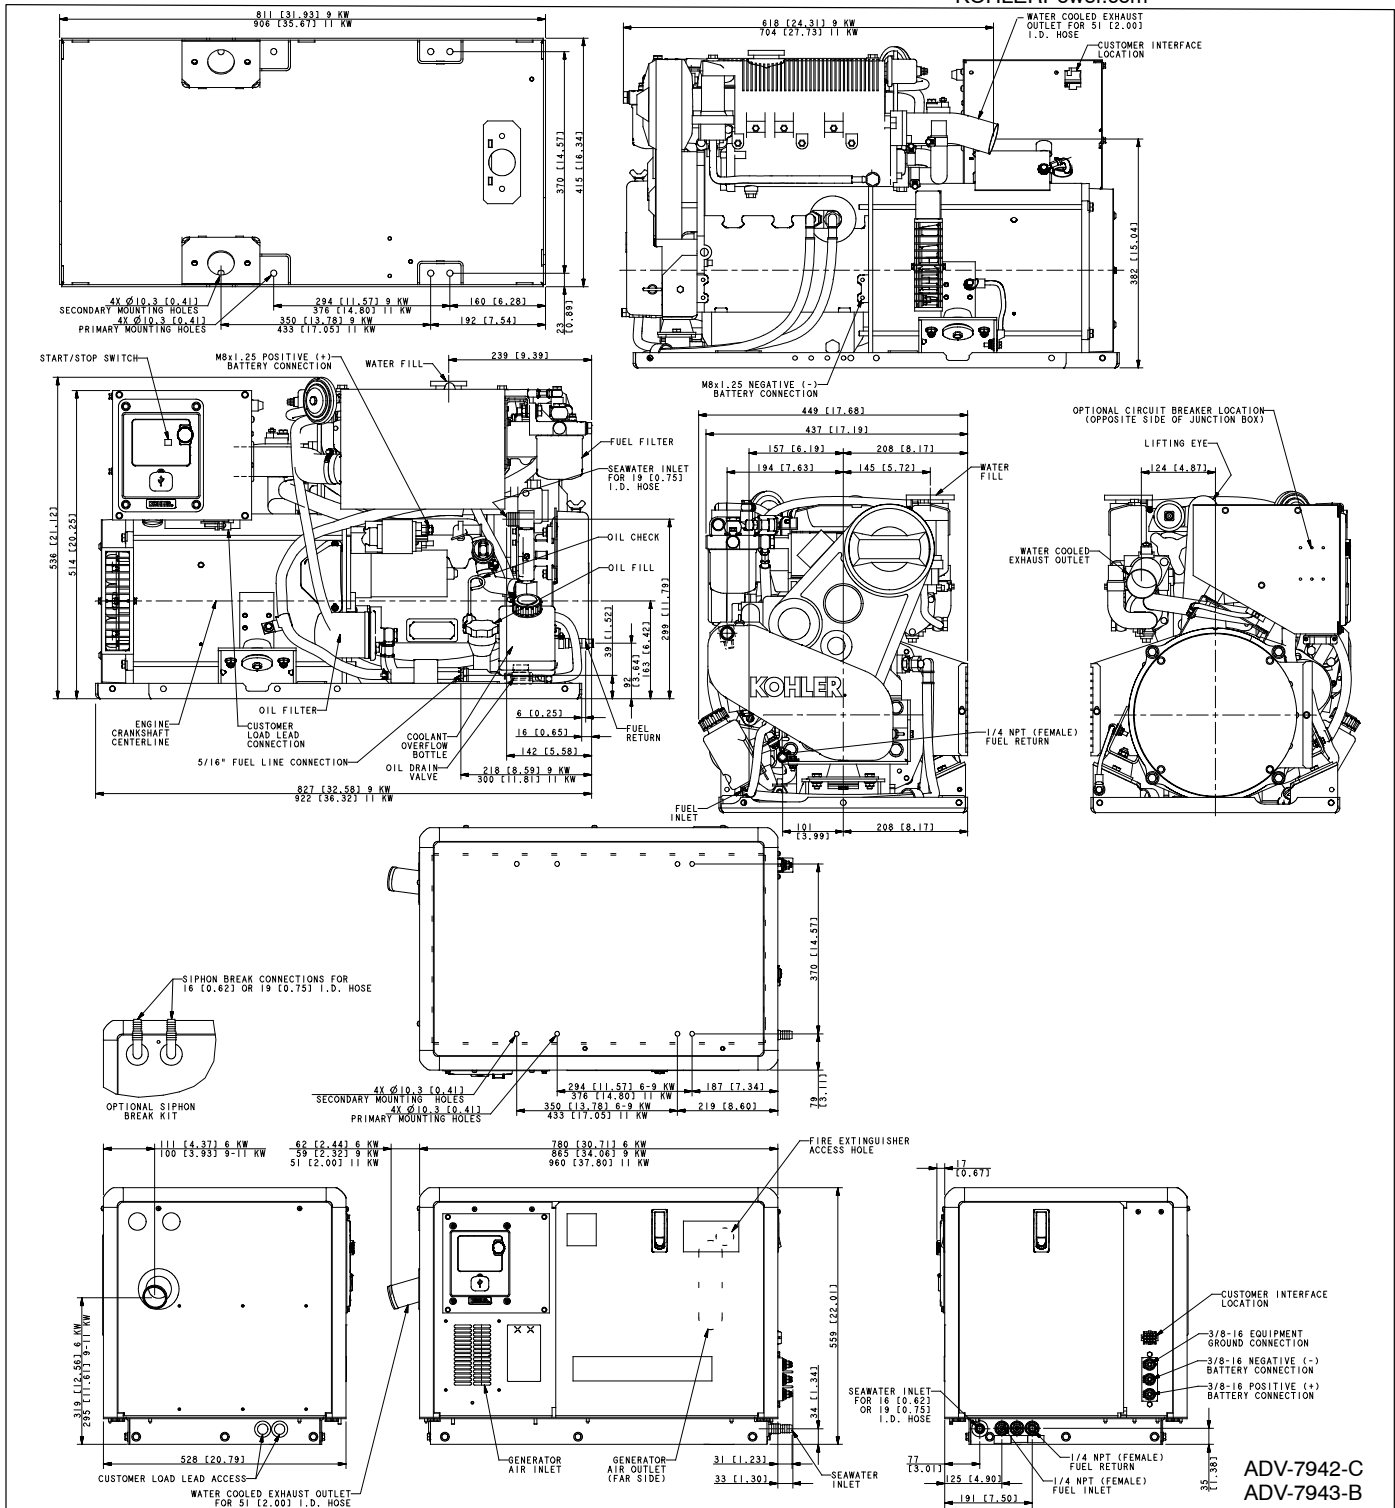 KOHLERPower.com
811 [31.93] 9 KW
906 [35.67] 11 KW
370 [14.57]
415 [16.34]
4X Ø10.3 [0.41]
SECONDARY MOUNTING HOLES
4X Ø10.3 [0.41]
PRIMARY MOUNTING HOLES
294 [11.57] 9 KW
376 [14.80] 11 KW
350 [13.78] 9 KW
433 [17.05] 11 KW
160 [6.28]
192 [7.54]
23
[0.89]
618 [24.31] 9 KW
704 [27.73] 11 KW
WATER COOLED EXHAUST
OUTLET FOR 51 [2.00]
I.D. HOSE
CUSTOMER INTERFACE
LOCATION
382 [15.04]
M8x1.25 NEGATIVE (-)
BATTERY CONNECTION
START/STOP SWITCH
M8x1.25 POSITIVE (+)
BATTERY CONNECTION
WATER FILL
239 [9.39]
FUEL FILTER
SEAWATER INLET
FOR 19 [0.75]
I.D. HOSE
OIL CHECK
OIL FILL
536 [21.12]
514 [20.25]
39 [1.52]
92
[3.64]
163 [6.42]
299 [11.79]
ENGINE
CRANKSHAFT
CENTERLINE
OIL FILTER
CUSTOMER
LOAD LEAD
CONNECTION
5/16" FUEL LINE CONNECTION
COOLANT
OVERFLOW
BOTTLE
OIL DRAIN
VALVE
6 [0.25]
16 [0.65]
142 [5.58]
218 [8.59] 9 KW
300 [11.81] 11 KW
FUEL
RETURN
827 [32.58] 9 KW
922 [36.32] 11 KW
449 [17.68]
437 [17.19]
157 [6.19]
208 [8.17]
194 [7.63]
145 [5.72]
WATER
FILL
KOHLER
1/4 NPT (FEMALE)
FUEL RETURN
FUEL
INLET
101
[3.99]
208 [8.17]
OPTIONAL CIRCUIT BREAKER LOCATION
(OPPOSITE SIDE OF JUNCTION BOX)
LIFTING EYE
124 [4.87]
WATER COOLED
EXHAUST OUTLET
370 [14.57]
79
[3.11]
4X Ø10.3 [0.41]
SECONDARY MOUNTING HOLES
4X Ø10.3 [0.41]
PRIMARY MOUNTING HOLES
294 [11.57] 6-9 KW
376 [14.80] 11 KW
350 [13.78] 6-9 KW
433 [17.05] 11 KW
187 [7.34]
219 [8.60]
SIPHON BREAK CONNECTIONS FOR
16 [0.62] OR 19 [0.75] I.D. HOSE
OPTIONAL SIPHON
BREAK KIT
111 [4.37] 6 KW
100 [3.93] 9-11 KW
62 [2.44] 6 KW
59 [2.32] 9 KW
51 [2.00] 11 KW
780 [30.71] 6 KW
865 [34.06] 9 KW
960 [37.80] 11 KW
FIRE EXTINGUISHER
ACCESS HOLE
319 [12.56] 6 KW
295 [11.61] 9-11 KW
528 [20.79]
CUSTOMER LOAD LEAD ACCESS
WATER COOLED EXHAUST OUTLET
FOR 51 [2.00] I.D. HOSE
GENERATOR
AIR INLET
GENERATOR
AIR OUTLET
(FAR SIDE)
559 [22.01]
34 [1.34]
31 [1.23]
33 [1.30]
SEAWATER
INLET
17
[0.67]
CUSTOMER INTERFACE
LOCATION
3/8-16 EQUIPMENT
GROUND CONNECTION
3/8-16 NEGATIVE (-)
BATTERY CONNECTION
3/8-16 POSITIVE (+)
BATTERY CONNECTION
SEAWATER INLET
FOR 16 [0.62]
OR 19 [0.75]
I.D. HOSE
1/4 NPT (FEMALE)
FUEL RETURN
1/4 NPT (FEMALE)
FUEL INLET
77
[3.01]
125 [4.90]
191 [7.50]
35
[1.38]
ADV-7942-C
ADV-7943-B